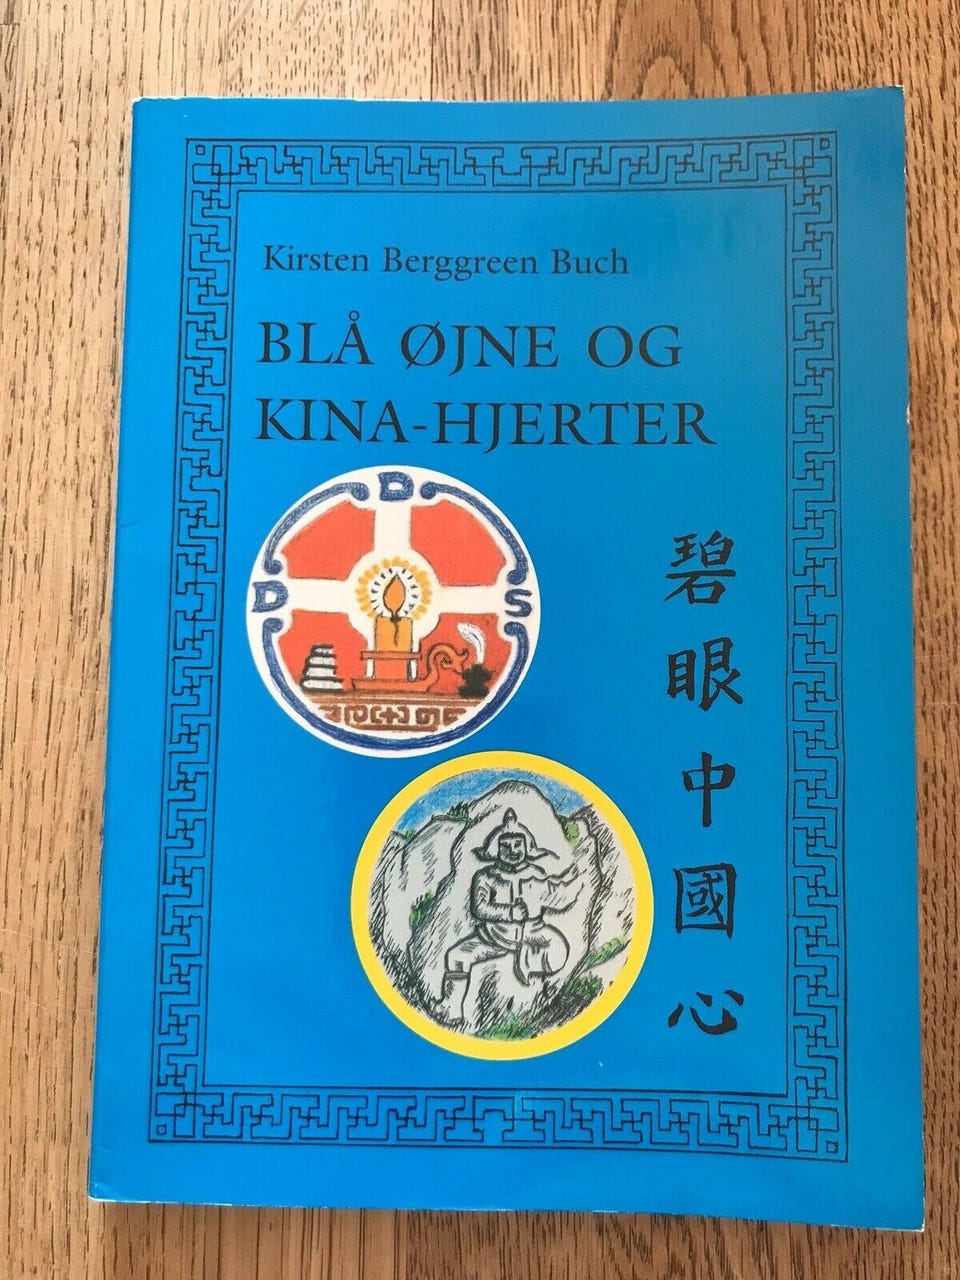 Kirsten Berggreen Buch
BLÅ ØJNE OG
KINA-HJERTER
D
D S
碧眼中國心